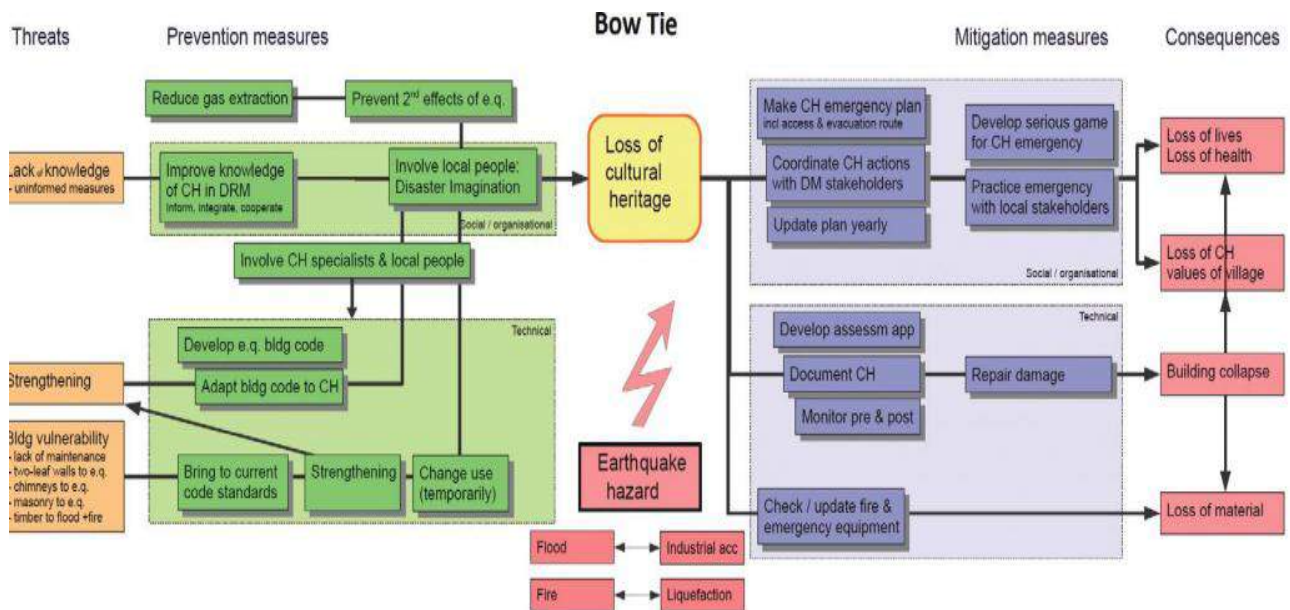 Bow Tie
Threats
Prevention measures
Mitigation measures
Consequences
Reduce gas extraction
Prevent 2nd effects of e.q.
Lack of knowledge
- uninformed measures
Improve knowledge
of CH in DRM
Inform, integrate, cooperate
Involve local people:
Disaster Imagination
Social / organisational
Involve CH specialists & local people
Technical
Develop e.q. bldg code
Strengthening
Adapt bldg code to CH
Bldg vulnerability
- lack of maintenance
- two-leaf walls to e.q.
- chimneys to e.q.
- masonry to e.q.
- timber to flood +fire
Bring to current
code standards
Strengthening
Change use
(temporarily)
Loss of
cultural
heritage
Earthquake
hazard
Flood
Industrial acc
Fire
Liquefaction
Make CH emergency plan
incl access & evacuation route
Coordinate CH actions
with DM stakeholders
Update plan yearly
Develop serious game
for CH emergency
Practice emergency
with local stakeholders
Social / organisational
Technical
Develop assessm app
Document CH
Monitor pre & post
Repair damage
Check / update fire &
emergency equipment
Loss of lives
Loss of health
Loss of CH
values of village
Building collapse
Loss of material